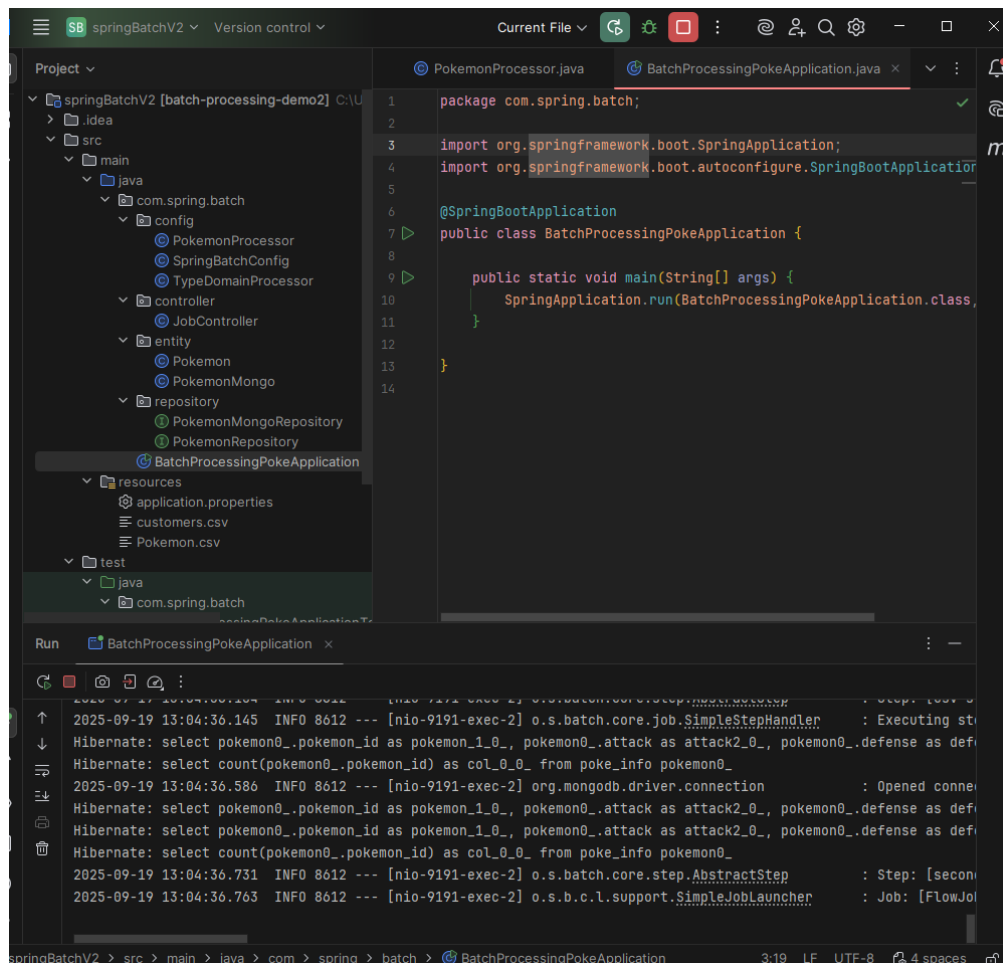 SB springBatchV2 Version control Current File
Project
PokemonProcessor.java BatchProcessingPokeApplication.java
springBatchV2 [batch-processing-demo2] C:\U
.idea
src
main
java
com.spring.batch
config
PokemonProcessor
SpringBatchConfig
TypeDomainProcessor
controller
JobController
entity
Pokemon
PokemonMongo
repository
PokemonMongoRepository
PokemonRepository
BatchProcessingPokeApplication
resources
application.properties
customers.csv
Pokemon.csv
test
java
com.spring.batch
1 package com.spring.batch;
2
3 import org.springframework.boot.SpringApplication;
4 import org.springframework.boot.autoconfigure.SpringBootApplication
5
6 @SpringBootApplication
7 public class BatchProcessingPokeApplication {
8
9 public static void main(String[] args) {
10 SpringApplication.run(BatchProcessingPokeApplication.class,
11 }
12
13 }
14
Run BatchProcessingPokeApplication
2025-09-19 13:04:36.145 INFO 8612 --- [nio-9191-exec-2] o.s.batch.core.job.SimpleStepHandler : Executing ste
Hibernate: select pokemon0_.pokemon_id as pokemon_1_0_, pokemon0_.attack as attack2_0_, pokemon0_.defense as defe
Hibernate: select count(pokemon0_.pokemon_id) as col_0_0_ from poke_info pokemon0_
2025-09-19 13:04:36.586 INFO 8612 --- [nio-9191-exec-2] org.mongodb.driver.connection : Opened conne
Hibernate: select pokemon0_.pokemon_id as pokemon_1_0_, pokemon0_.attack as attack2_0_, pokemon0_.defense as defe
Hibernate: select pokemon0_.pokemon_id as pokemon_1_0_, pokemon0_.attack as attack2_0_, pokemon0_.defense as defe
Hibernate: select count(pokemon0_.pokemon_id) as col_0_0_ from poke_info pokemon0_
2025-09-19 13:04:36.731 INFO 8612 --- [nio-9191-exec-2] o.s.batch.core.step.AbstractStep : Step: [secon
2025-09-19 13:04:36.763 INFO 8612 --- [nio-9191-exec-2] o.s.b.c.l.support.SimpleJobLauncher : Job: [FlowJo
springBatchV2 > src > main > java > com > spring > batch > BatchProcessingPokeApplication 3:19 LF UTF-8 4 spaces